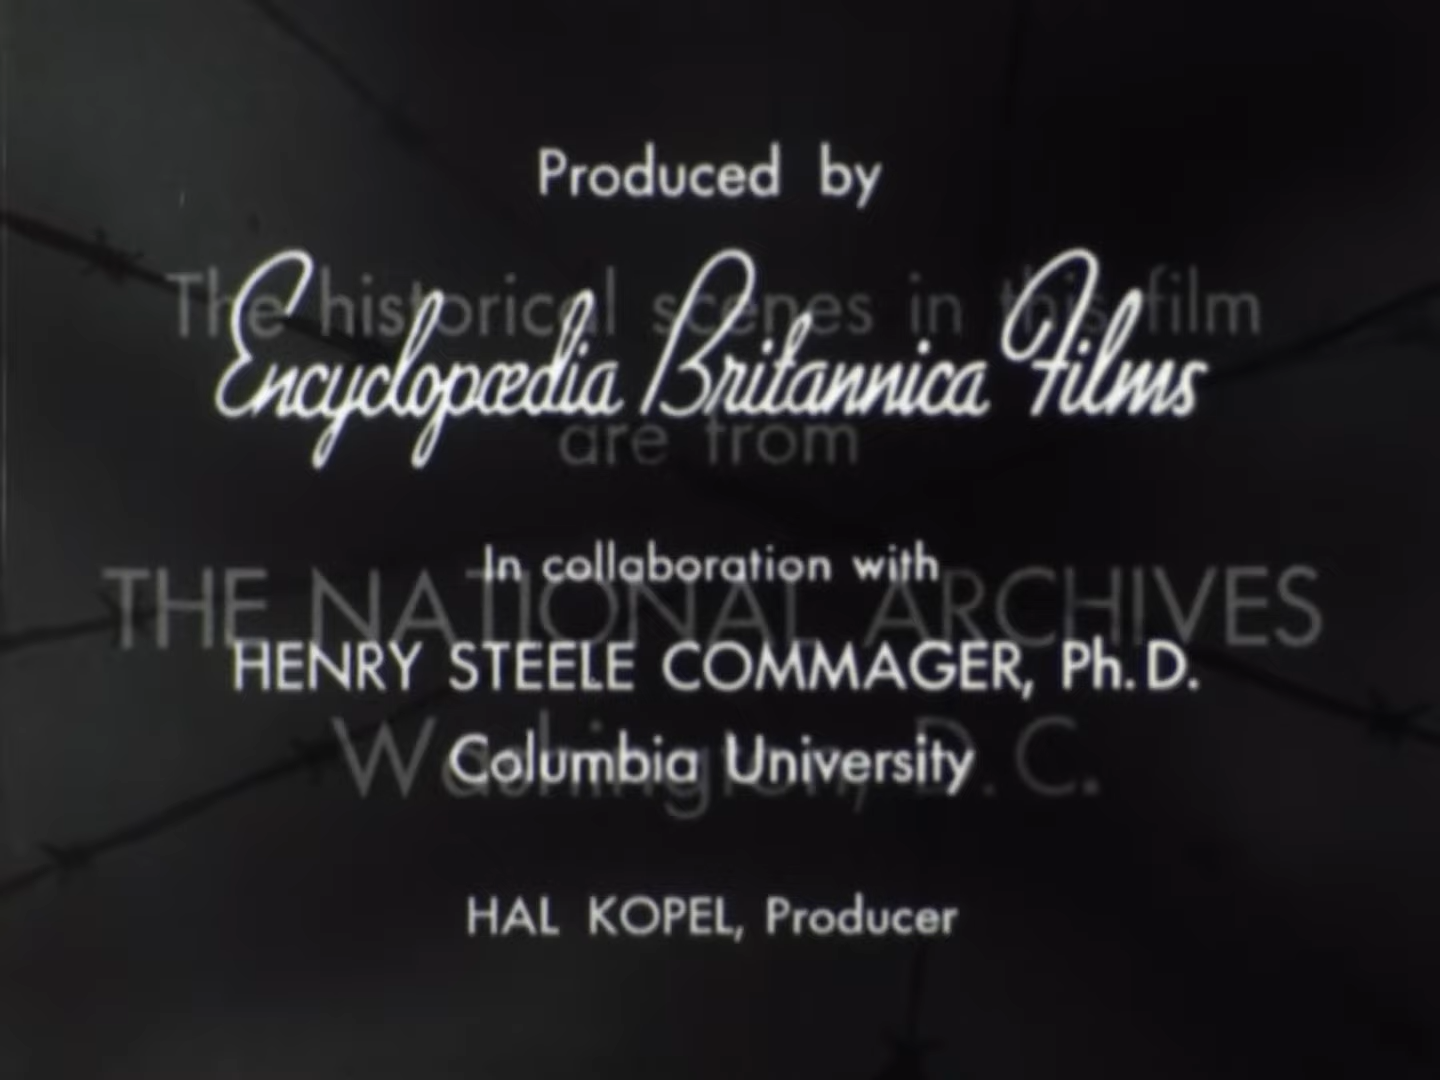 Produced by
The historical scenes in this film
Encyclopædia Britannica Films
are from
In collaboration with
THE NATIONAL ARCHIVES
HENRY STEELE COMMAGER, Ph.D.
Washington, D.C.
Columbia University
HAL KOPEL, Producer